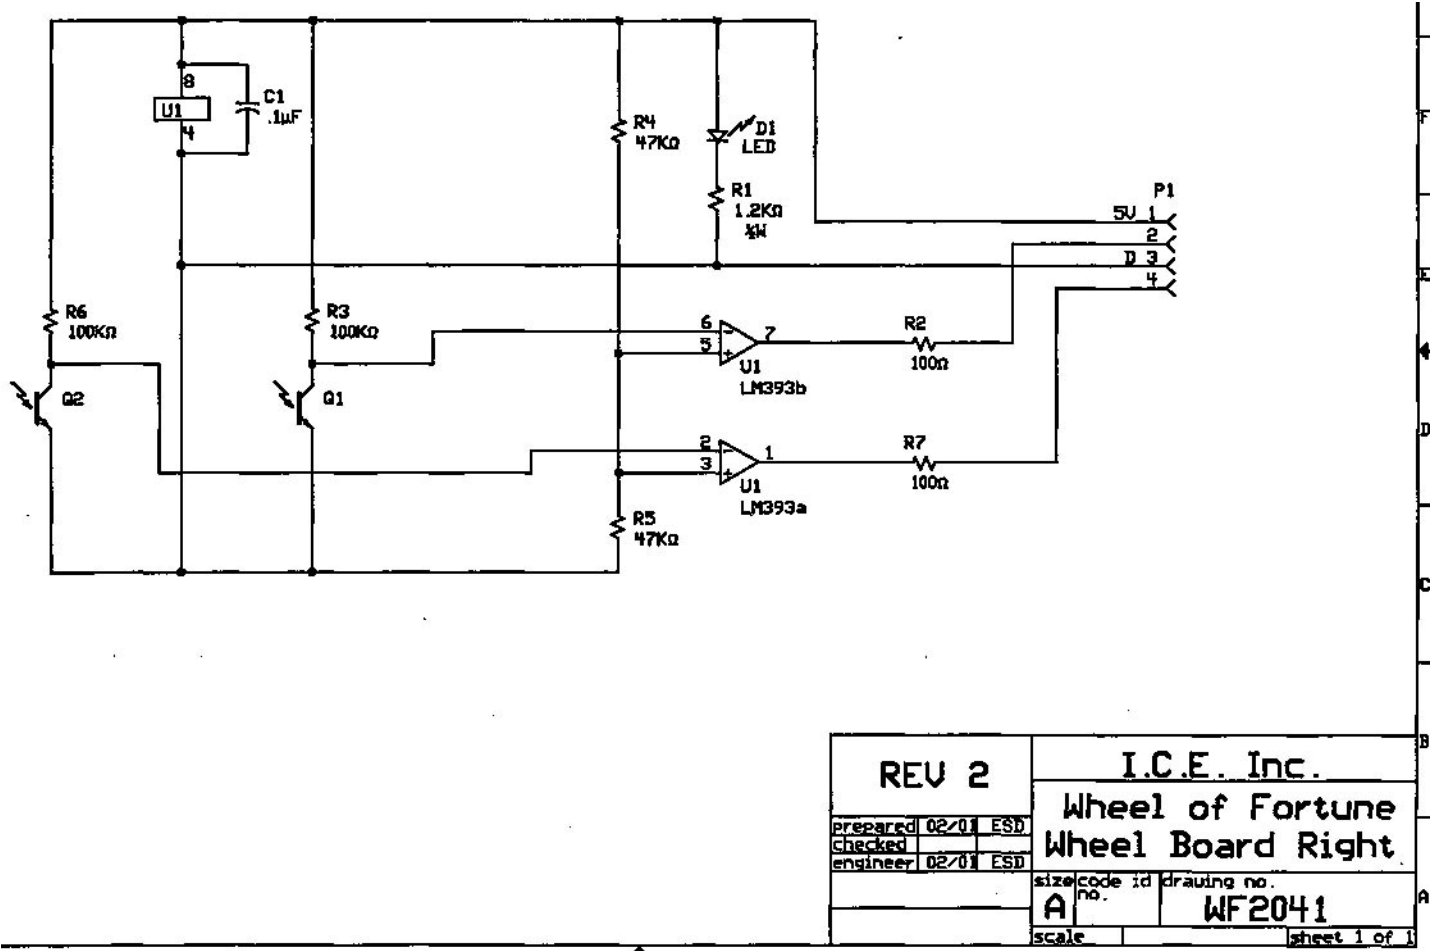 8
U1
4
C1
.1µF
R4
47KΩ
D1
LED
R1
1.2KΩ
¼W
P1
5V 1
2
D 3
4
R6
100KΩ
R3
100KΩ
Q2
Q1
6
5
7
U1
LM393b
R2
100Ω
2
3
1
U1
LM393a
R7
100Ω
R5
47KΩ
F
E
D
C
B
A
REV 2
prepared 02/01 ESD
checked
engineer 02/01 ESD
I.C.E. Inc.
Wheel of Fortune
Wheel Board Right
size code id drawing no.
no.
A WF2041
scale sheet 1 of 1